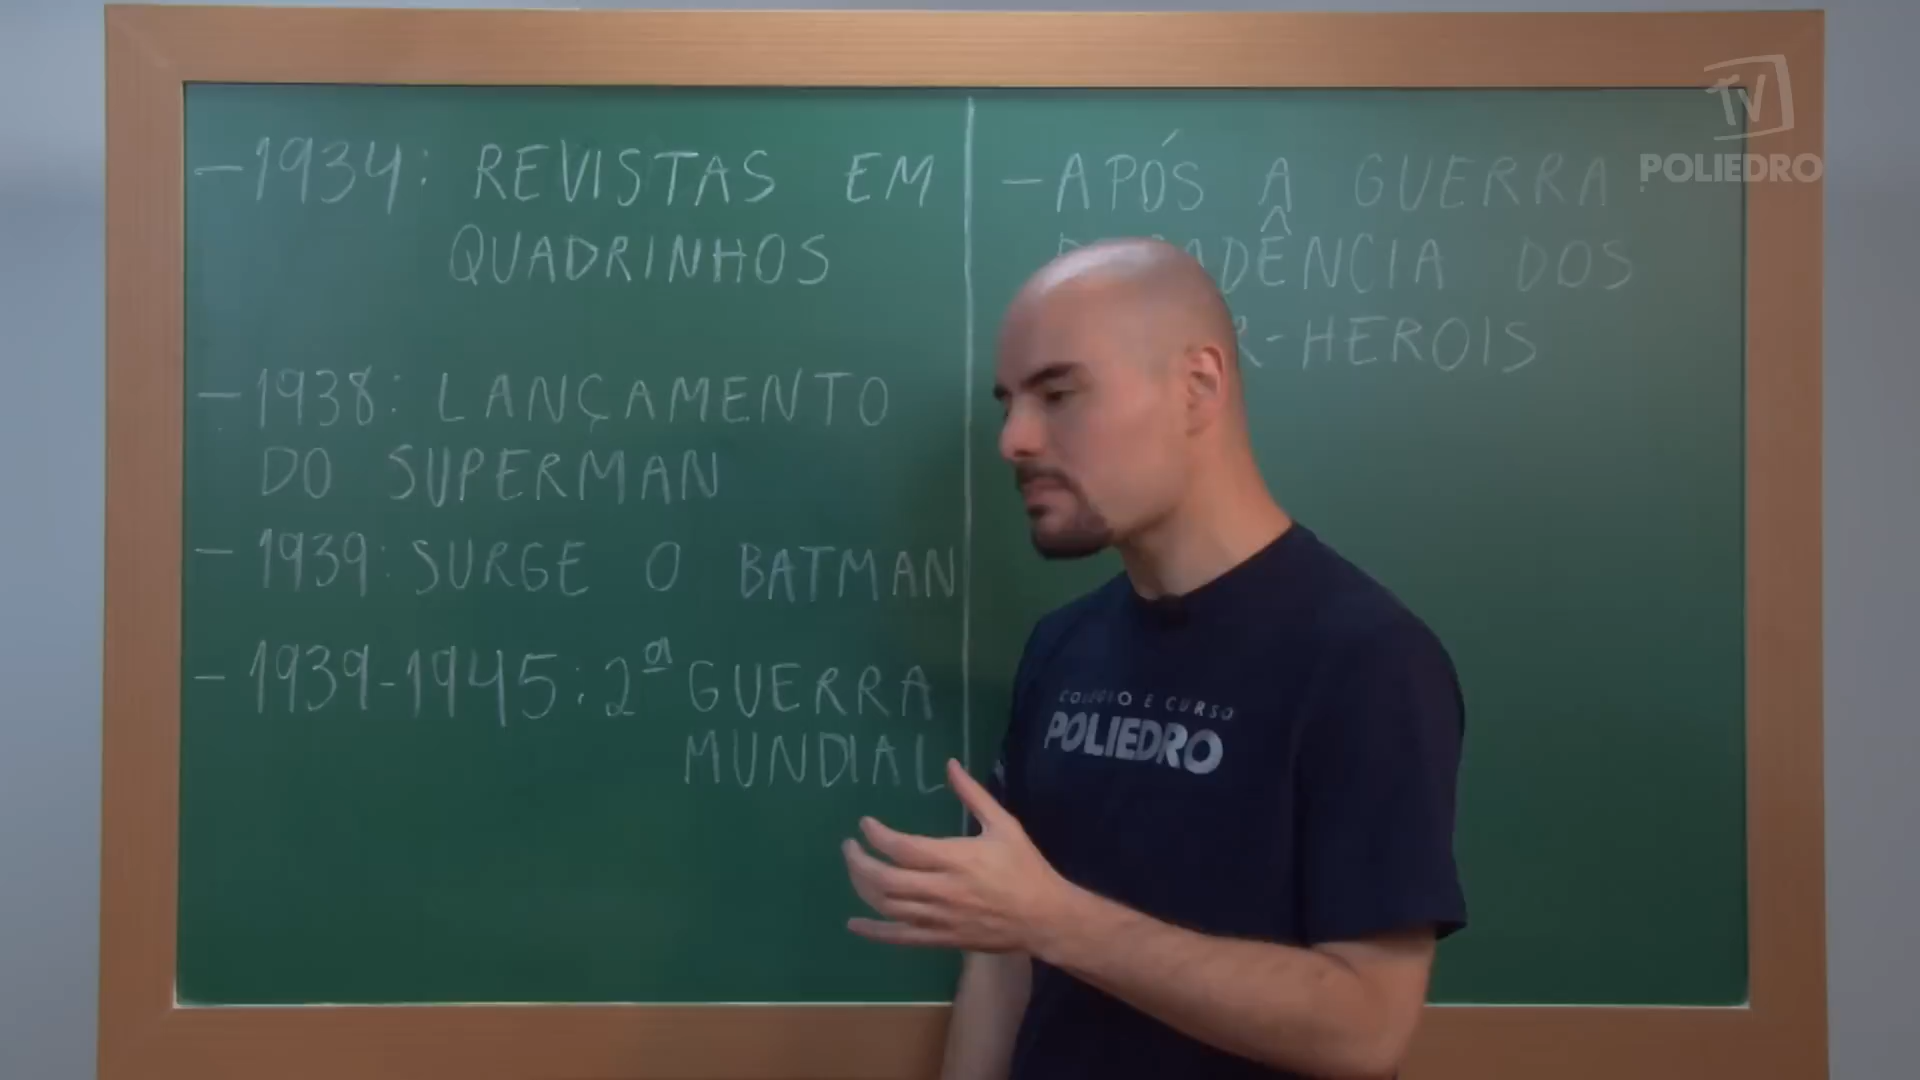 - 1934: REVISTAS EM
QUADRINHOS
- 1938: LANÇAMENTO
DO SUPERMAN
- 1939: SURGE O BATMAN
- 1939-1945: 2ª GUERRA
MUNDIAL
- APÓS A GUERRA
DOS
HEROIS
TV
POLIEDRO
COLÉGIO E CURSO
POLIEDRO